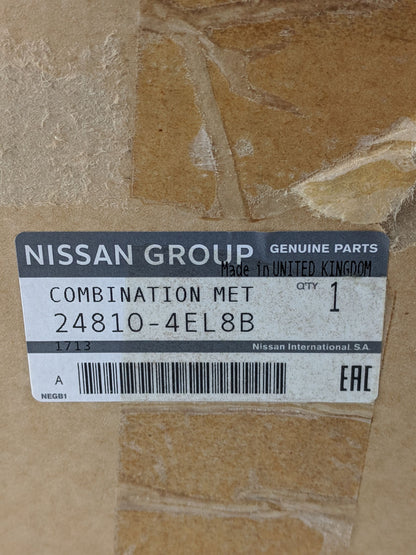 NISSAN GROUP GENUINE PARTS
Made in UNITED KINGDOM
COMBINATION MET QTY 1
24810-4EL8B
1713 Nissan International. S.A.
A EAC
NEGB1